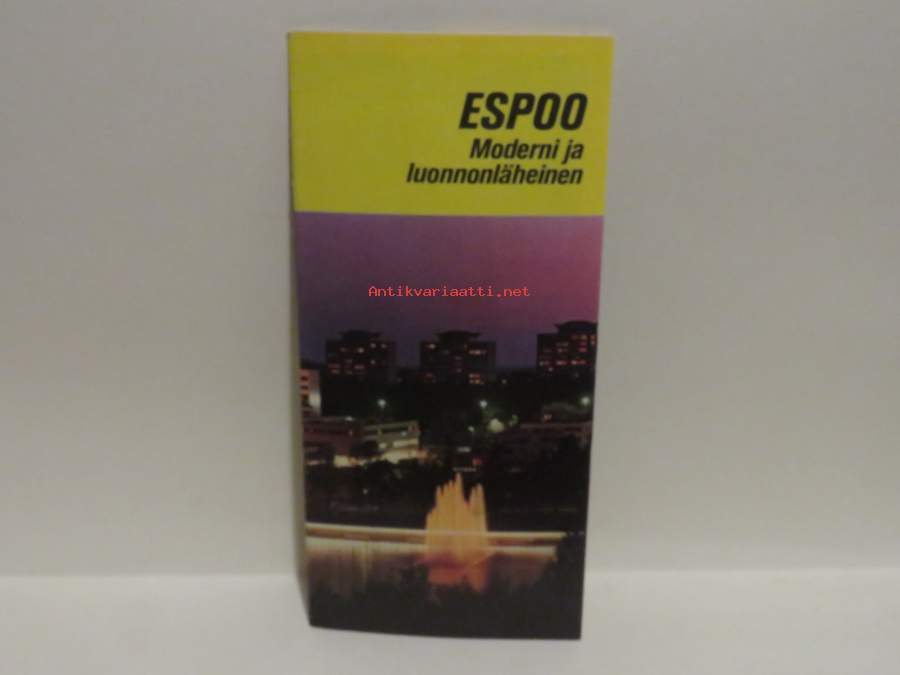 ESPOO
Moderni ja
luonnonläheinen
Antikvariaatti.net